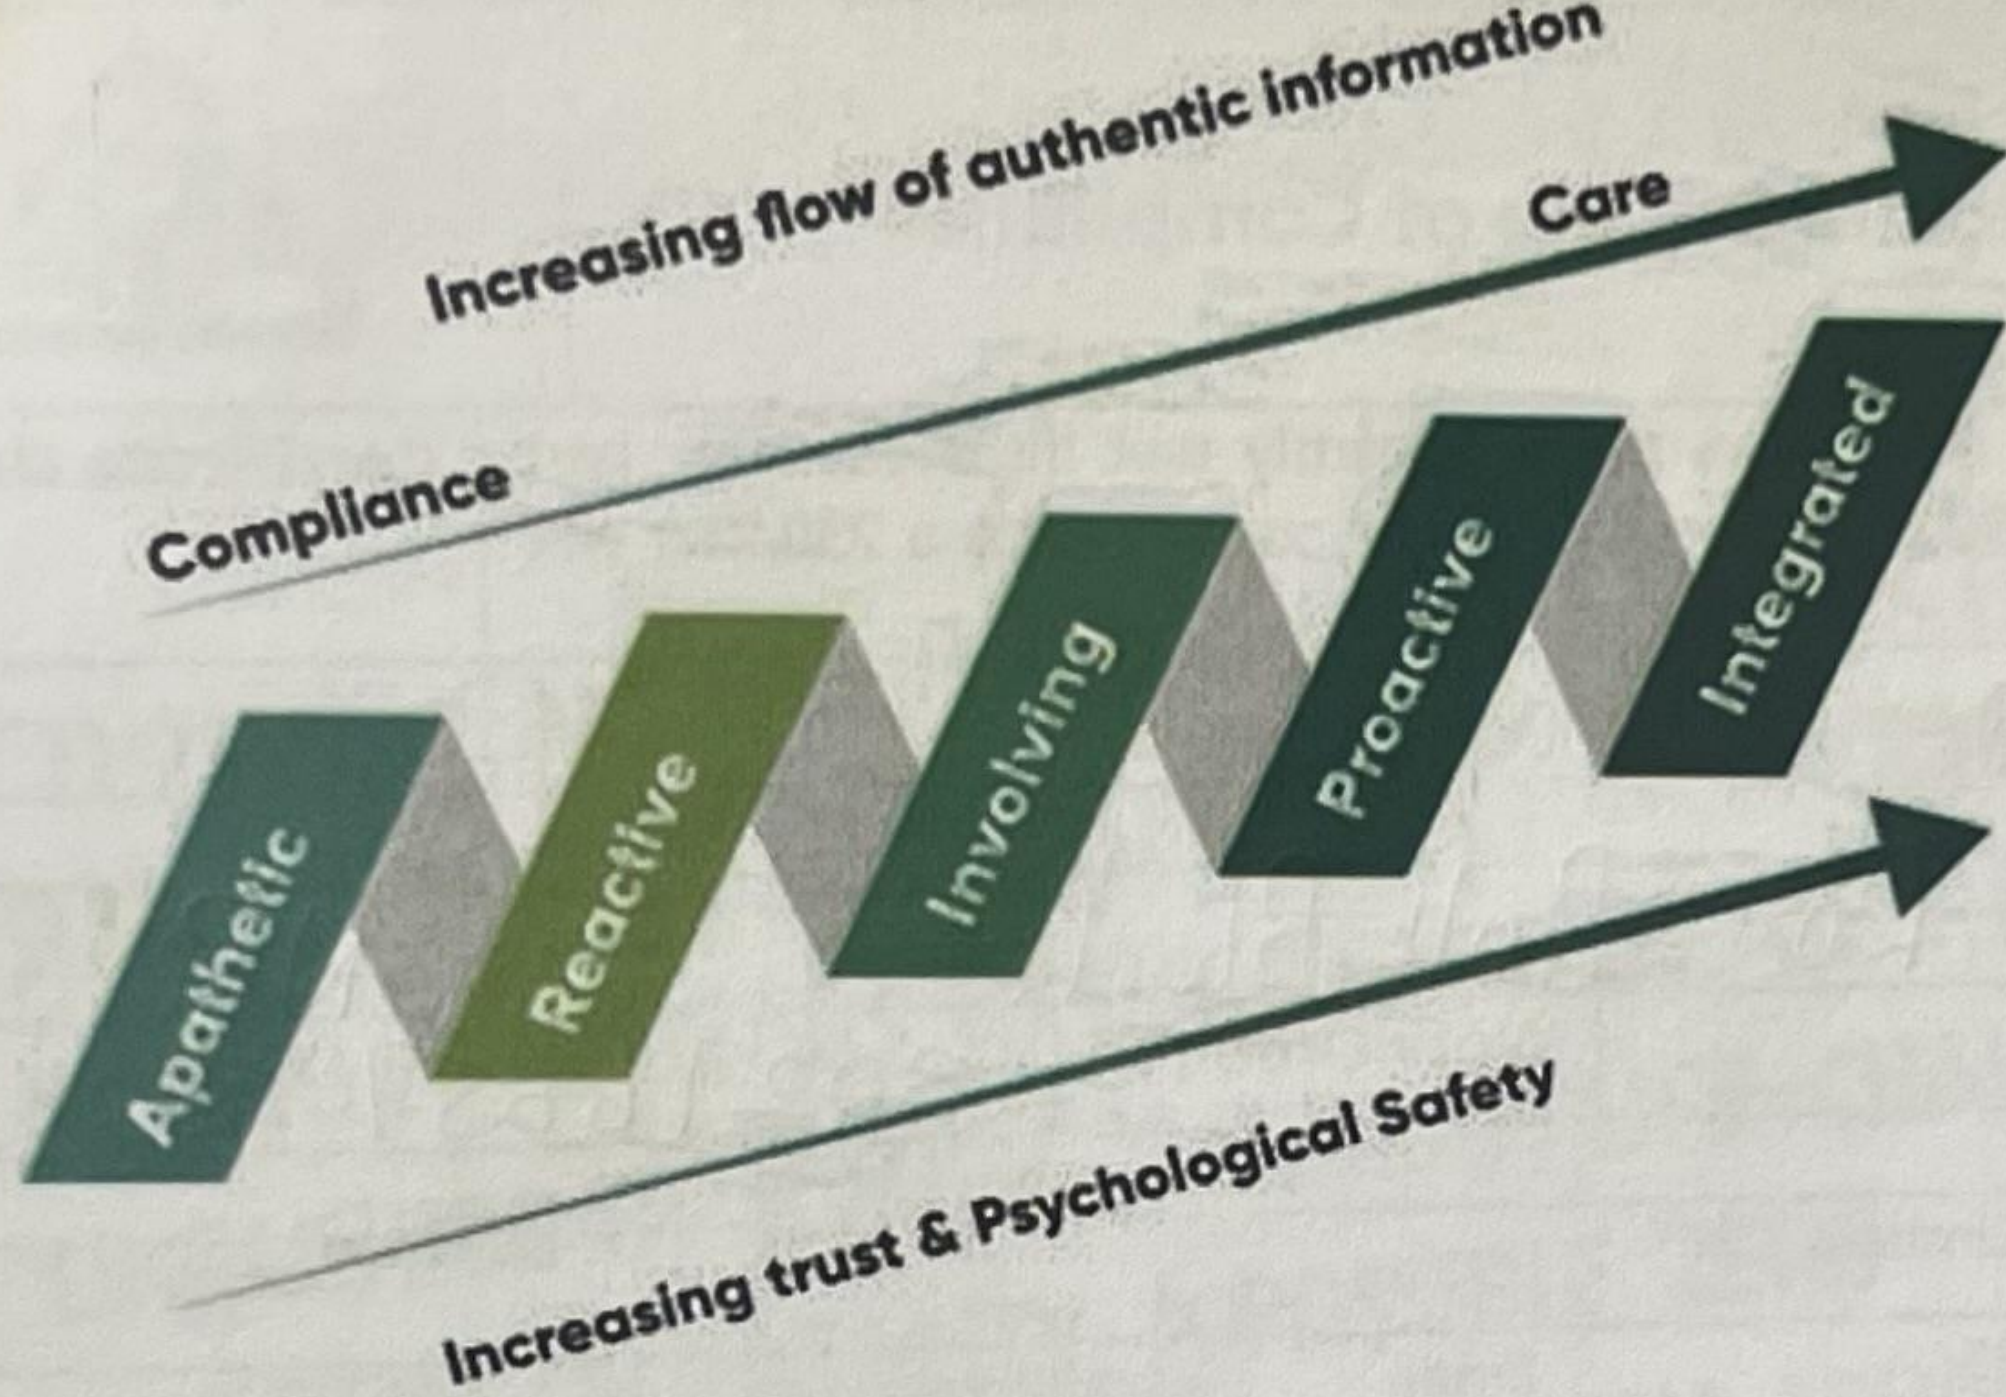 Increasing flow of authentic information
Care
Compliance
Apathetic
Reactive
Involving
Proactive
Integrated
Increasing trust & Psychological Safety